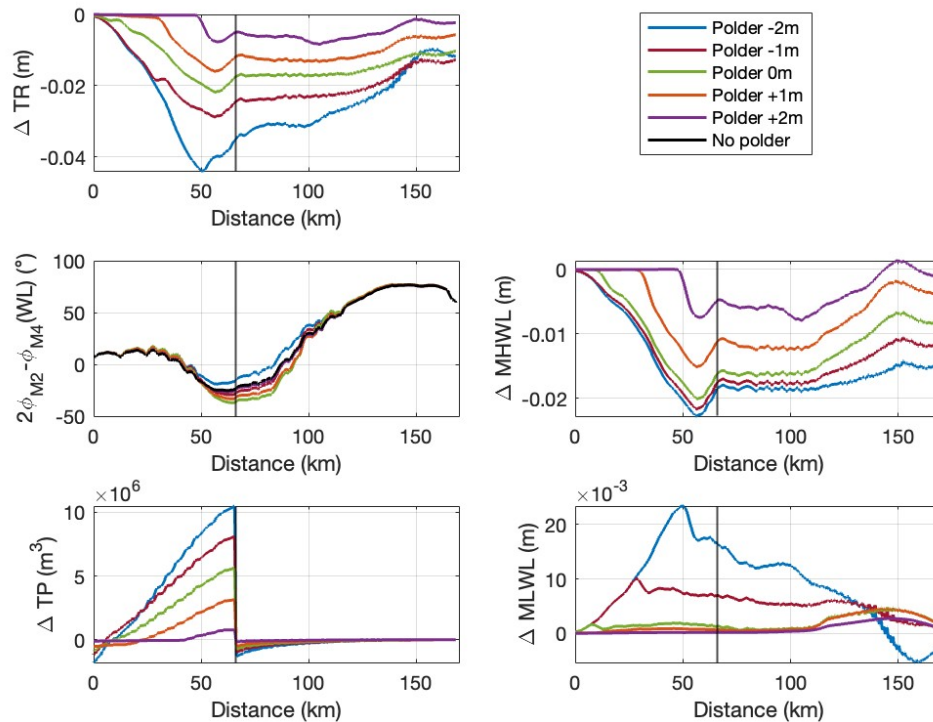 0
-0.02
-0.04
Δ TR (m)
0 50 100 150
Distance (km)
Polder -2m
Polder -1m
Polder 0m
Polder +1m
Polder +2m
No polder
100
50
0
-50
2ϕM2-ϕM4(WL) (°)
0 50 100 150
Distance (km)
0
-0.01
-0.02
Δ MHWL (m)
0 50 100 150
Distance (km)
×10⁶
10
5
0
Δ TP (m³)
0 50 100 150
Distance (km)
×10⁻³
20
10
0
Δ MLWL (m)
0 50 100 150
Distance (km)